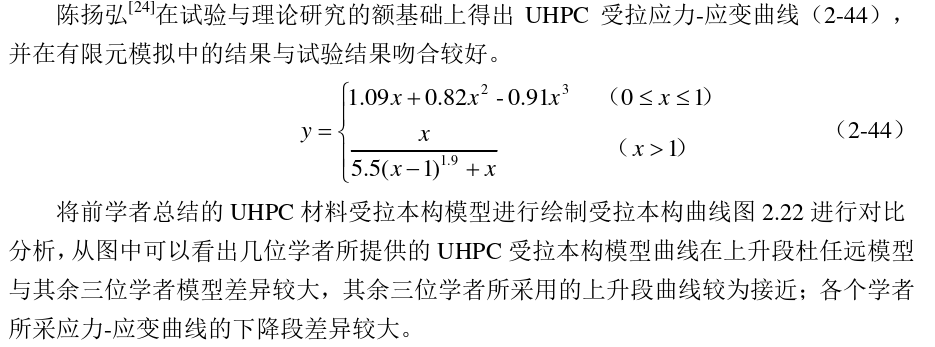 陈扬弘[24]在试验与理论研究的额基础上得出 UHPC 受拉应力-应变曲线（2-44），
并在有限元模拟中的结果与试验结果吻合较好。
y = { 1.09x + 0.82x² - 0.91x³ （0 ≤ x ≤ 1）
x / (5.5(x−1)^1.9 + x) （x > 1） （2-44）
将前学者总结的 UHPC 材料受拉本构模型进行绘制受拉本构曲线图 2.22 进行对比
分析，从图中可以看出几位学者所提供的 UHPC 受拉本构模型曲线在上升段杜任远模型
与其余三位学者模型差异较大，其余三位学者所采用的上升段曲线较为接近；各个学者
所采应力-应变曲线的下降段差异较大。